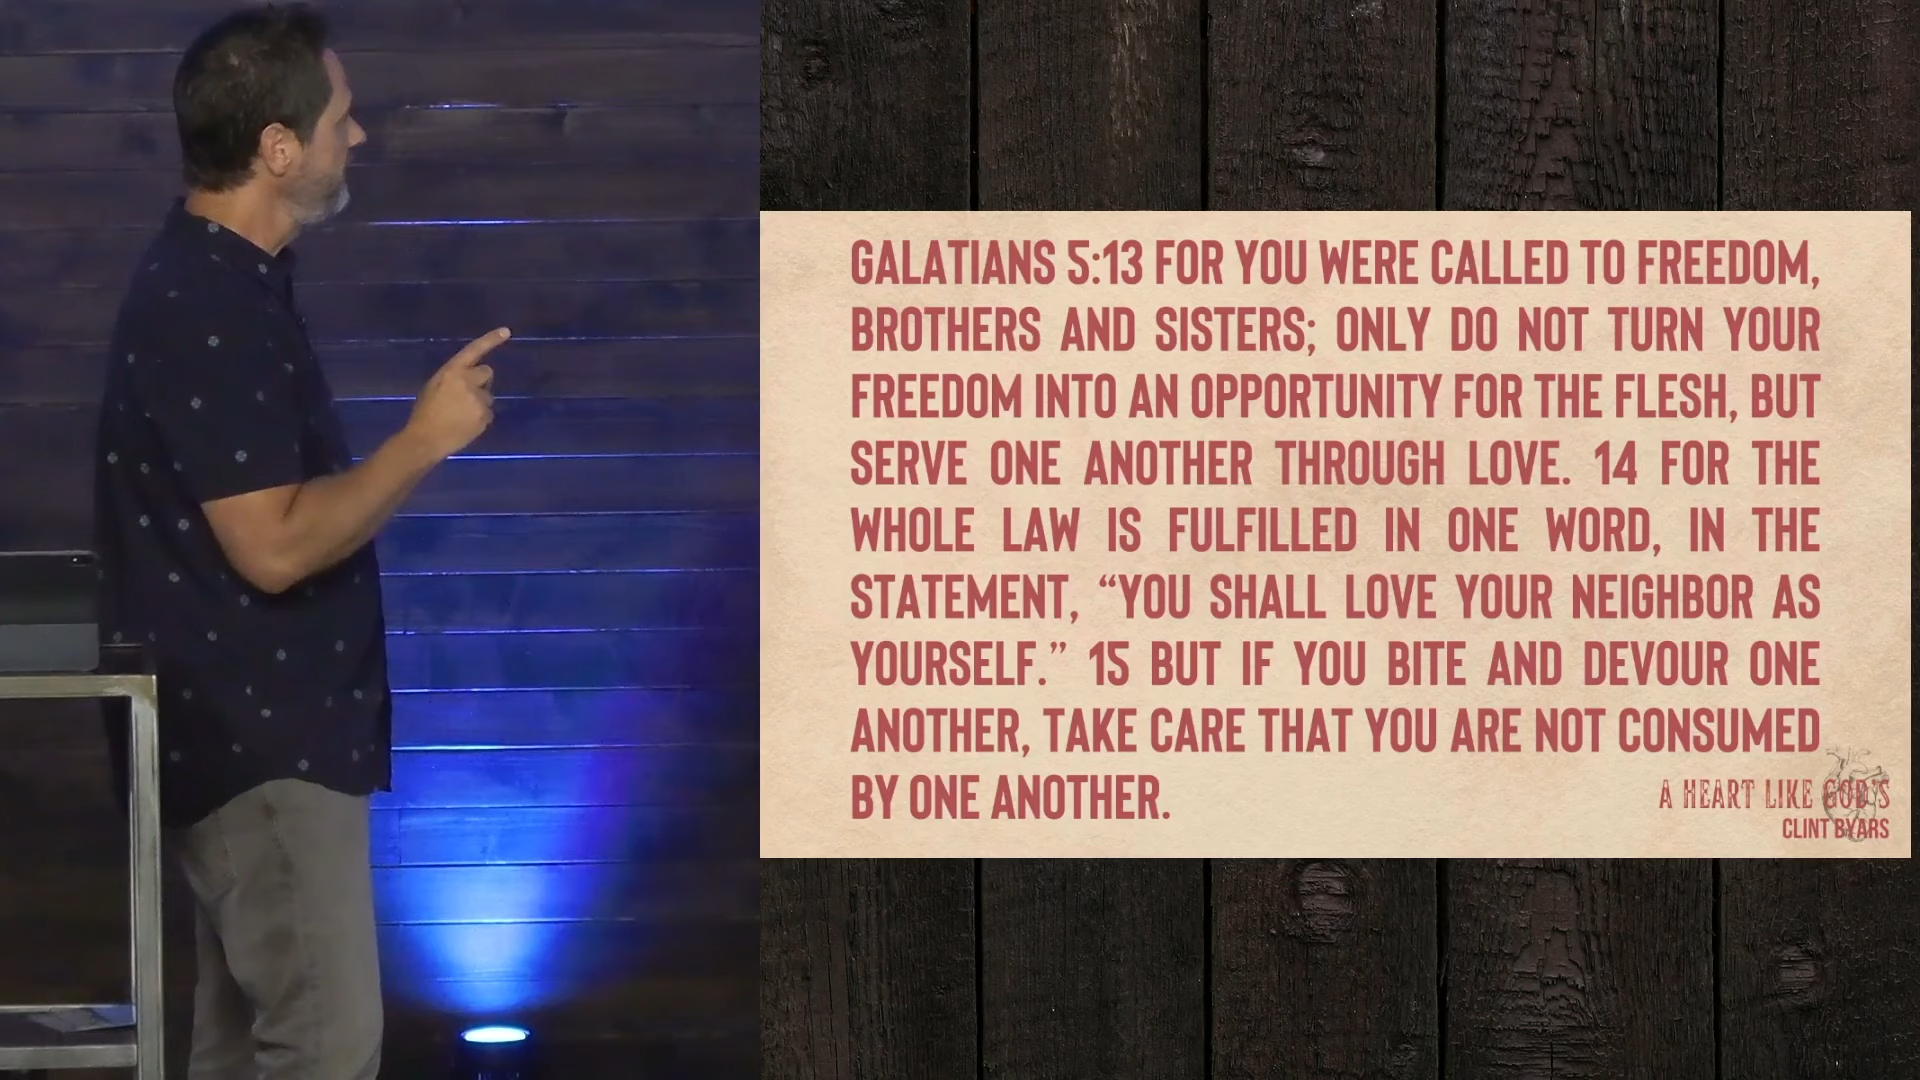 GALATIANS 5:13 FOR YOU WERE CALLED TO FREEDOM,
BROTHERS AND SISTERS; ONLY DO NOT TURN YOUR
FREEDOM INTO AN OPPORTUNITY FOR THE FLESH, BUT
SERVE ONE ANOTHER THROUGH LOVE. 14 FOR THE
WHOLE LAW IS FULFILLED IN ONE WORD, IN THE
STATEMENT, “YOU SHALL LOVE YOUR NEIGHBOR AS
YOURSELF.” 15 BUT IF YOU BITE AND DEVOUR ONE
ANOTHER, TAKE CARE THAT YOU ARE NOT CONSUMED
BY ONE ANOTHER.
A HEART LIKE GOD'S
CLINT BYARS